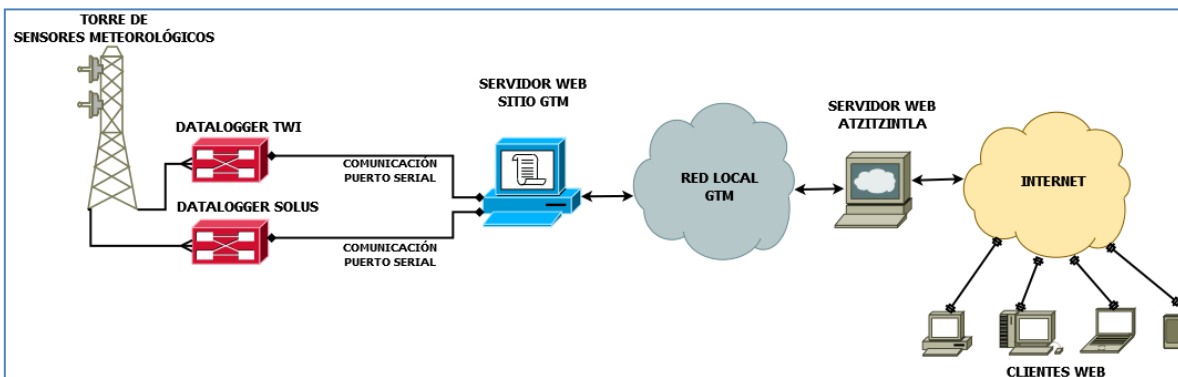 TORRE DE
SENSORES METEOROLÓGICOS
DATALOGGER TWI
COMUNICACIÓN
PUERTO SERIAL
DATALOGGER SOLUS
COMUNICACIÓN
PUERTO SERIAL
SERVIDOR WEB
SITIO GTM
RED LOCAL
GTM
SERVIDOR WEB
ATZITZINTLA
INTERNET
CLIENTES WEB